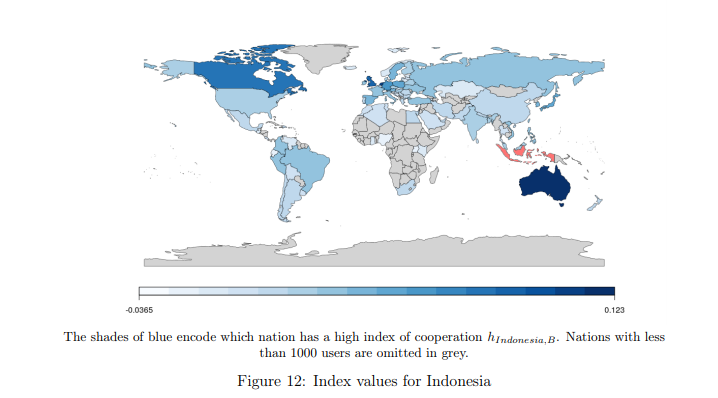 -0.0365
0.123
The shades of blue encode which nation has a high index of cooperation h_{Indonesia,B}. Nations with less
than 1000 users are omitted in grey.
Figure 12: Index values for Indonesia